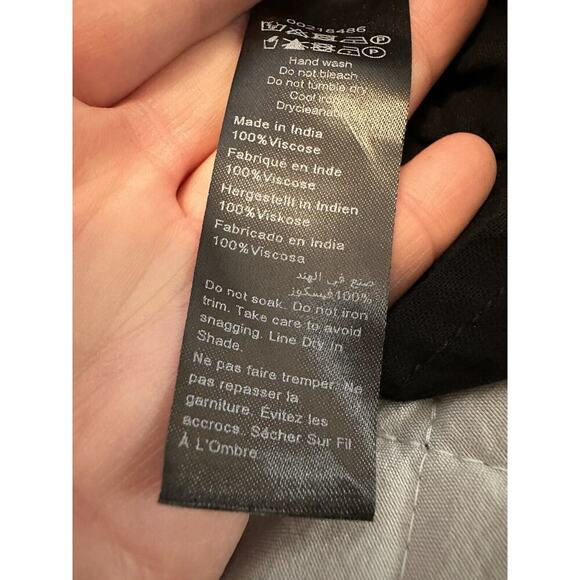 00218486
Hand wash
Do not bleach
Do not tumble dry
Cool iron
Drycleanable
Made in India
100%Viscose
Fabriqué en Inde
100%Viscose
Hergestellt in Indien
100%Viskose
Fabricado en India
100%Viscosa
صنع في الهند
100%فيسكوز
Do not soak. Do not iron
trim. Take care to avoid
snagging. Line Dry In
Shade.
Ne pas faire tremper. Ne
pas repasser la
garniture. Évitez les
accrocs. Sécher Sur Fil
À L'Ombre